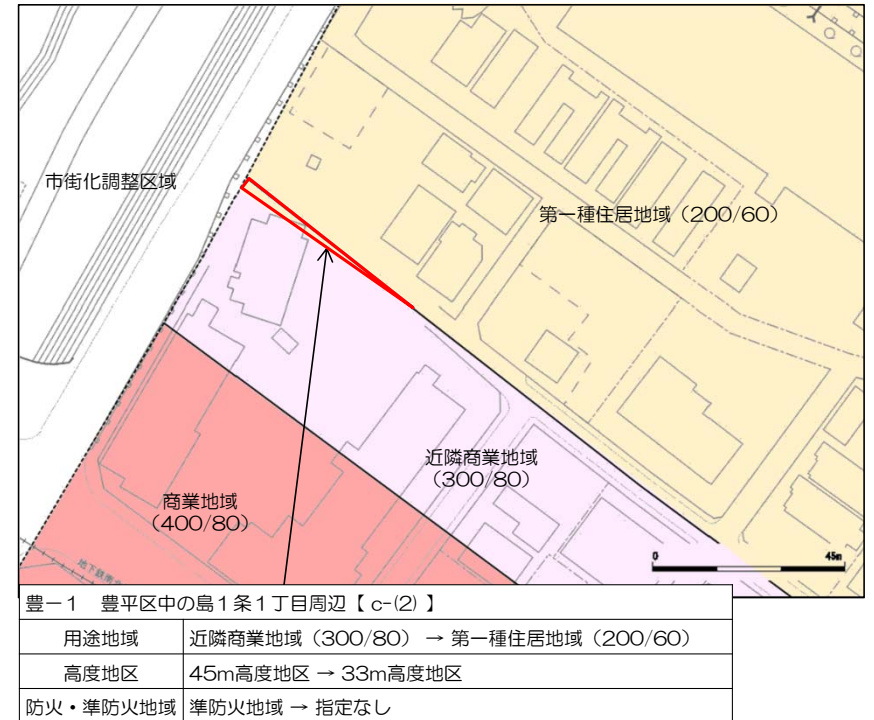 市街化調整区域
第一種住居地域（200/60）
近隣商業地域
（300/80）
商業地域
（400/80）
地下鉄南
0 45m
豊－1 豊平区中の島1条1丁目周辺【 c-(2) 】
用途地域 近隣商業地域（300/80） → 第一種住居地域（200/60）
高度地区 45m高度地区 → 33m高度地区
防火・準防火地域 準防火地域 → 指定なし